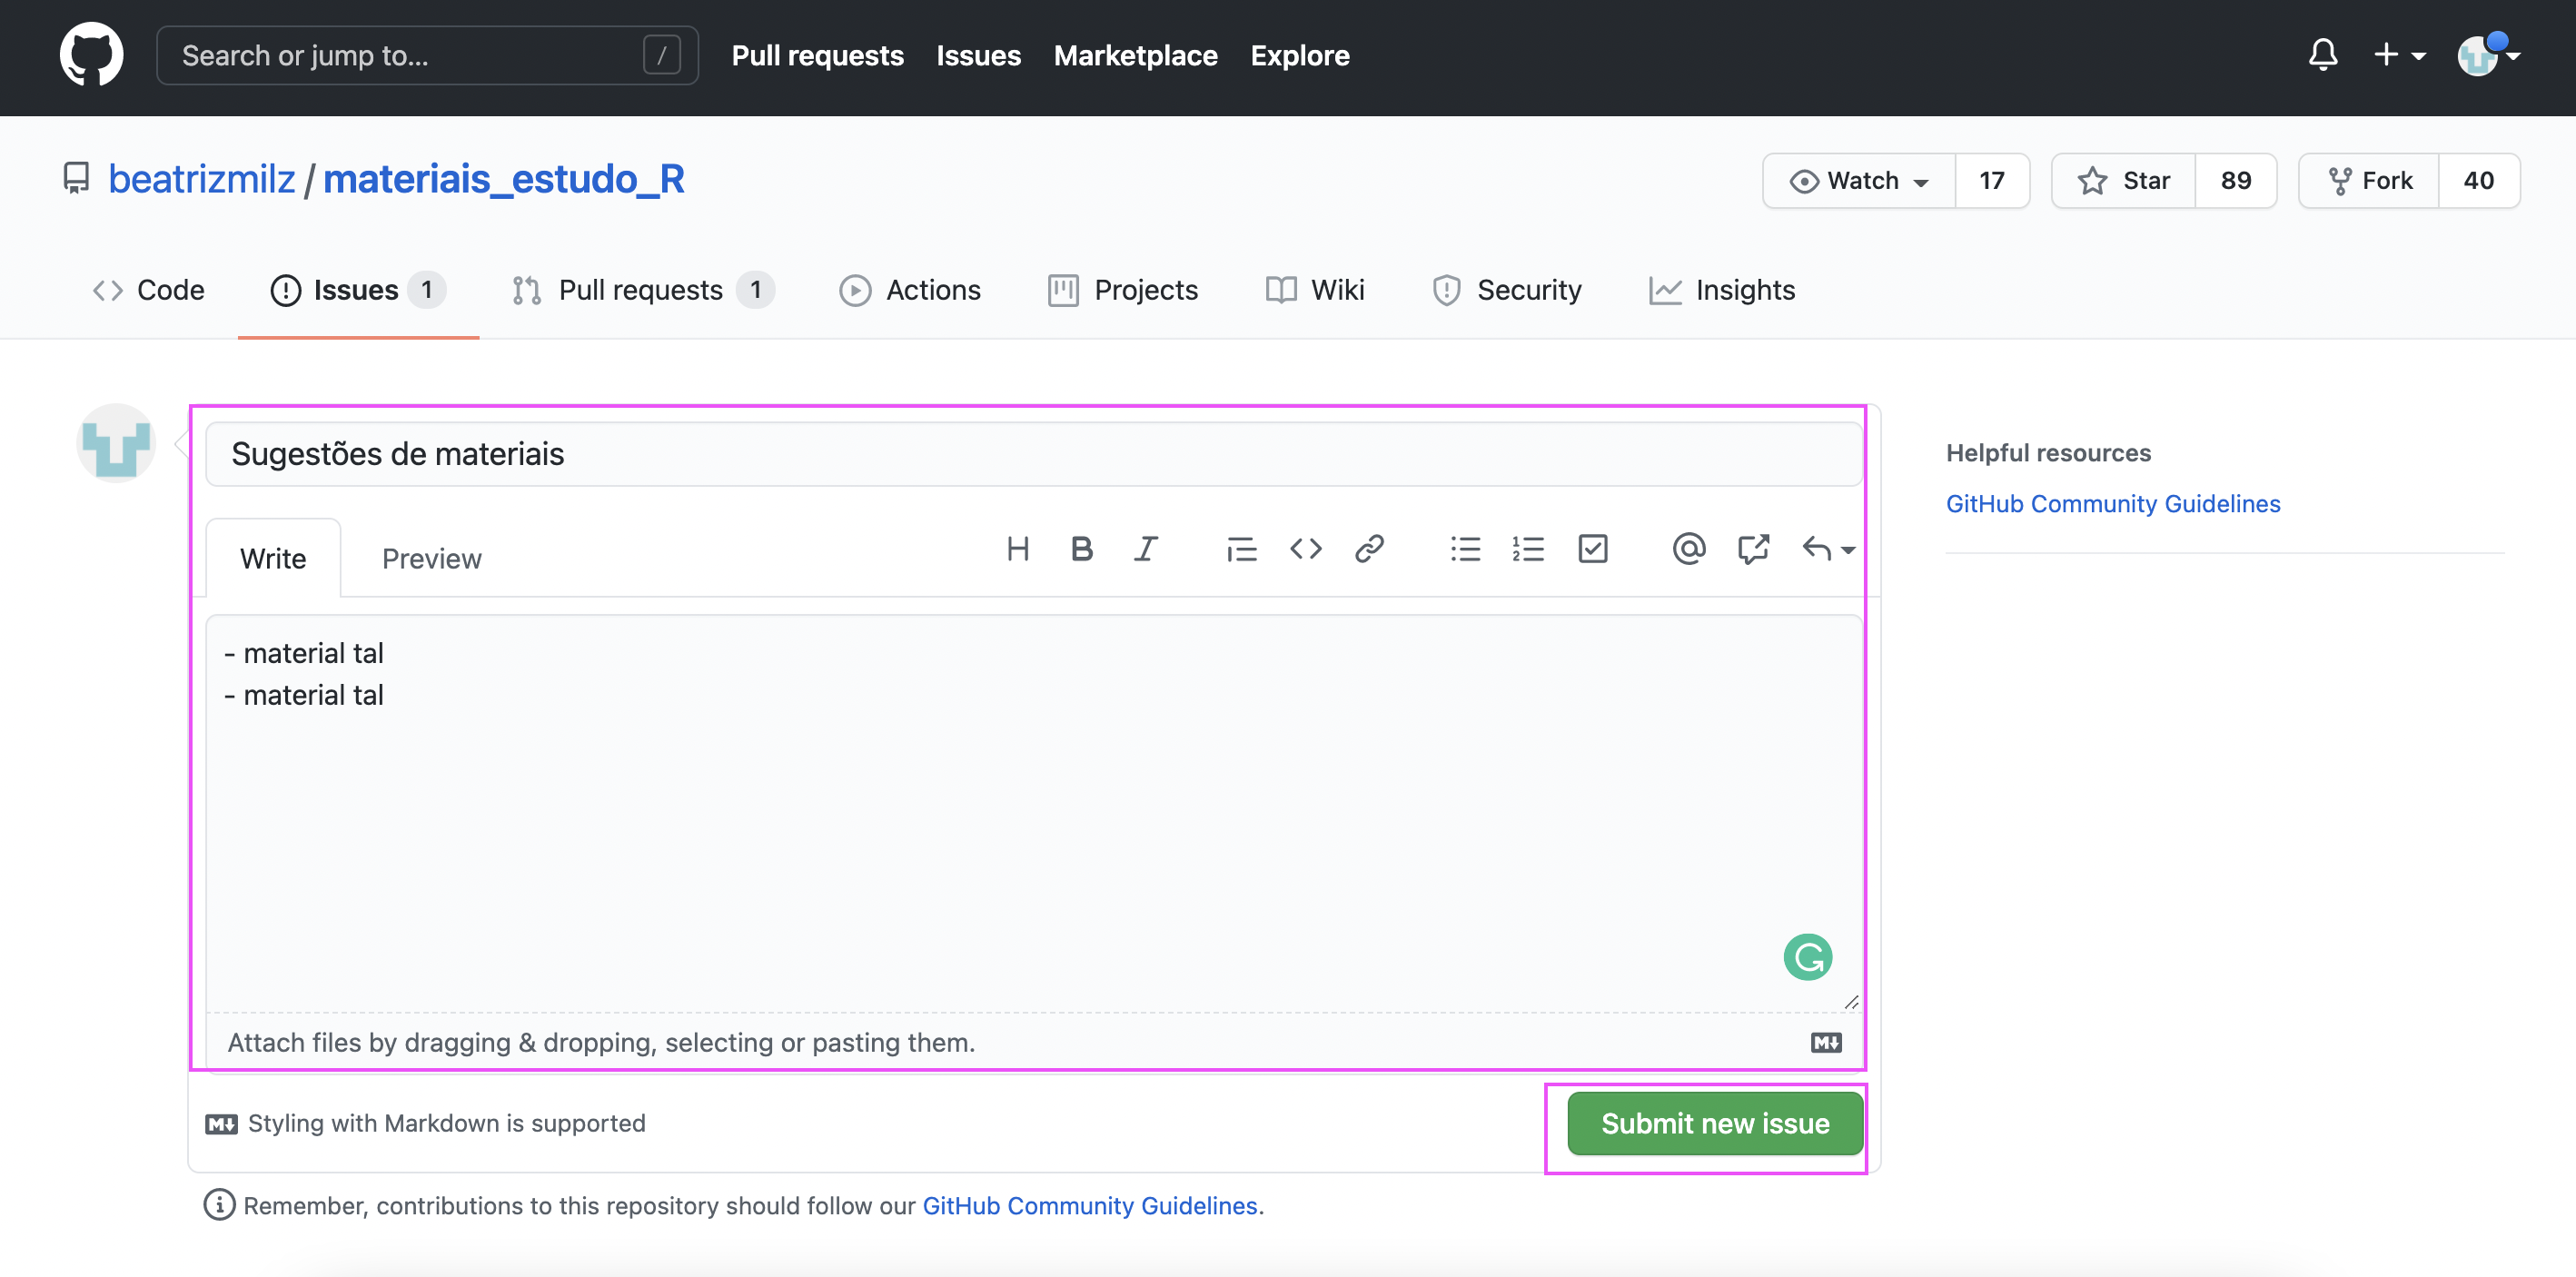 Search or jump to... / Pull requests Issues Marketplace Explore
beatrizmilz / materiais_estudo_R Watch 17 Star 89 Fork 40
Code Issues 1 Pull requests 1 Actions Projects Wiki Security Insights
Sugestões de materiais
Helpful resources
GitHub Community Guidelines
Write Preview
- material tal
- material tal
Attach files by dragging & dropping, selecting or pasting them.
Styling with Markdown is supported
Submit new issue
Remember, contributions to this repository should follow our GitHub Community Guidelines.